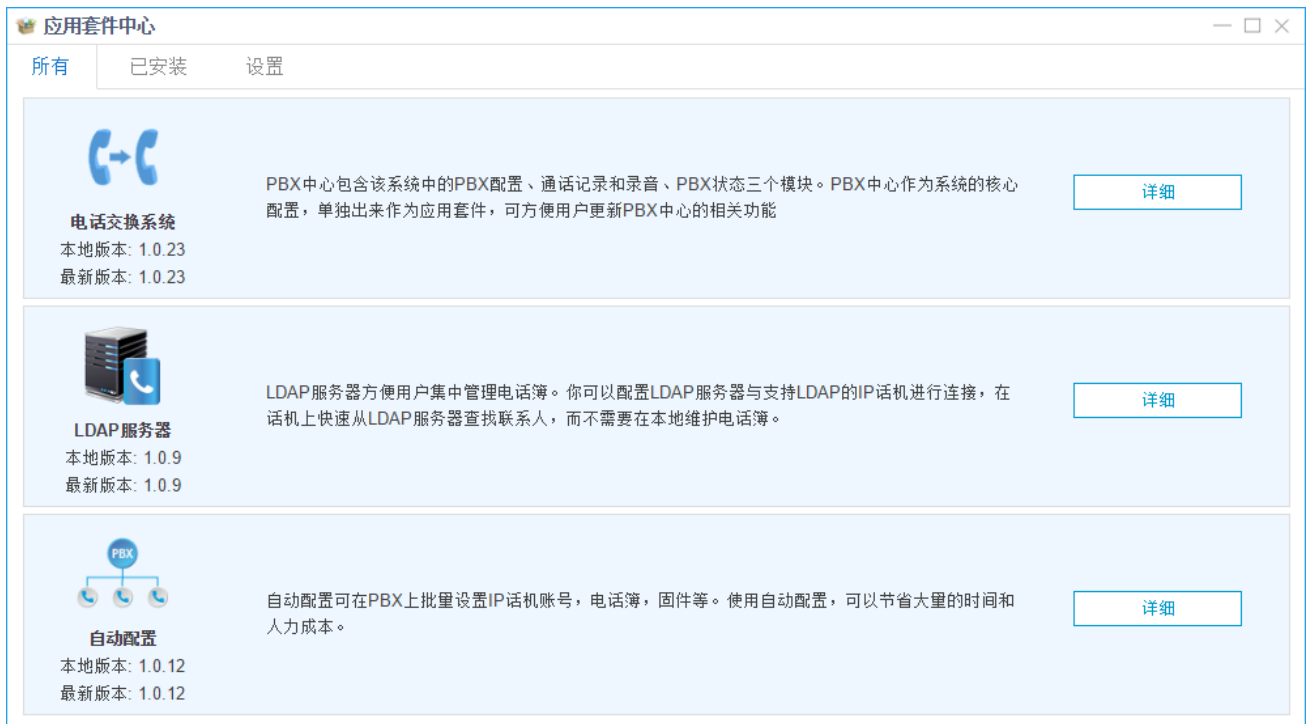 应用套件中心
所有 已安装 设置
PBX中心包含该系统中的PBX配置、通话记录和录音、PBX状态三个模块。PBX中心作为系统的核心
配置，单独出来作为应用套件，可方便用户更新PBX中心的相关功能
详细
电话交换系统
本地版本: 1.0.23
最新版本: 1.0.23
LDAP服务器方便用户集中管理电话簿。你可以配置LDAP服务器与支持LDAP的IP话机进行连接，在
话机上快速从LDAP服务器查找联系人，而不需要在本地维护电话簿。
详细
LDAP服务器
本地版本: 1.0.9
最新版本: 1.0.9
PBX
自动配置可在PBX上批量设置IP话机账号，电话簿，固件等。使用自动配置，可以节省大量的时间和
人力成本。
详细
自动配置
本地版本: 1.0.12
最新版本: 1.0.12